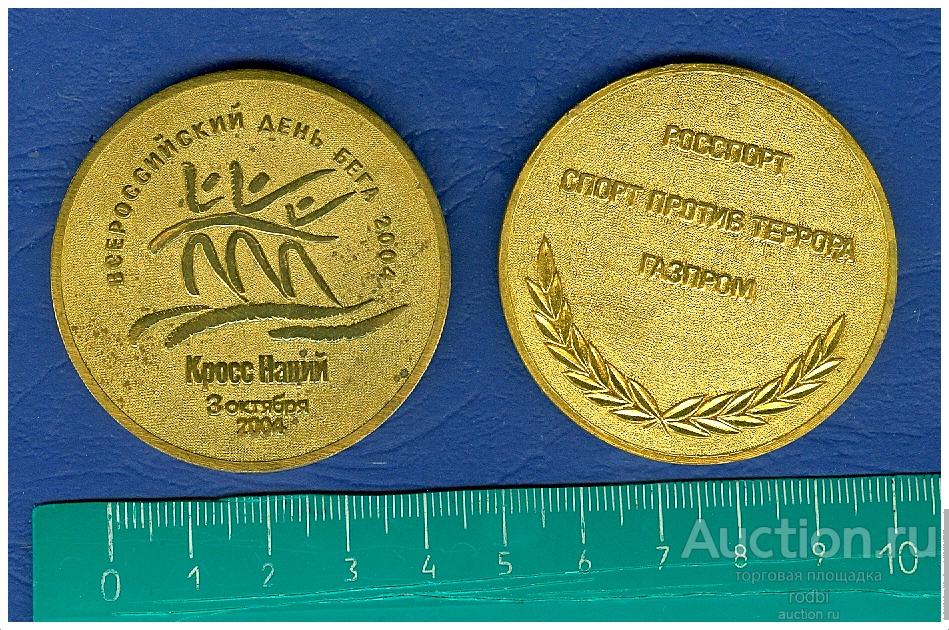 ВСЕРОССИЙСКИЙ ДЕНЬ БЕГА 2004
Кросс Наций
3 октября
2004
РОССПОРТ
СПОРТ ПРОТИВ ТЕРРОРА
ГАЗПРОМ
0 1 2 3 4 5 6 7 8 9 10
Auction.ru
торговая площадка
rodbi
auction.ru